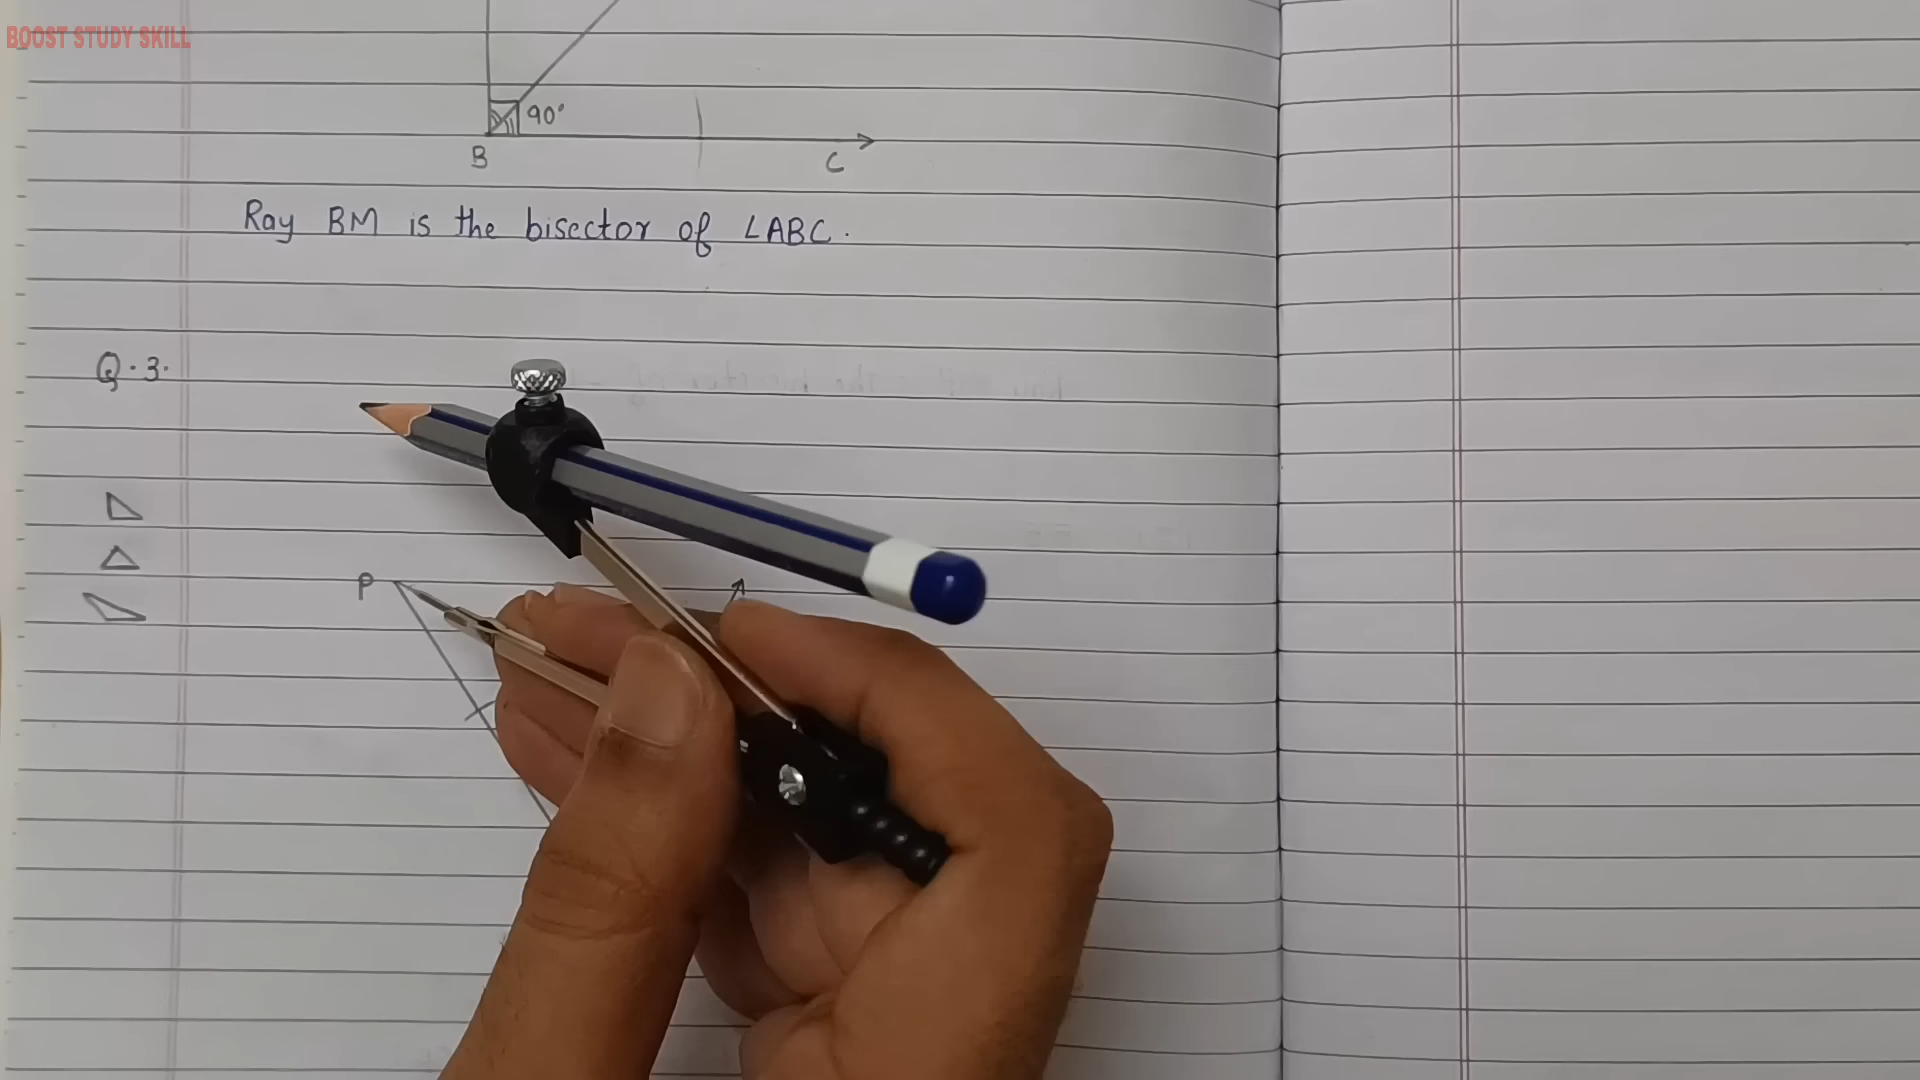 BOOST STUDY SKILL
90°
B
C
Ray BM is the bisector of ∠ABC.
Q.3.
P